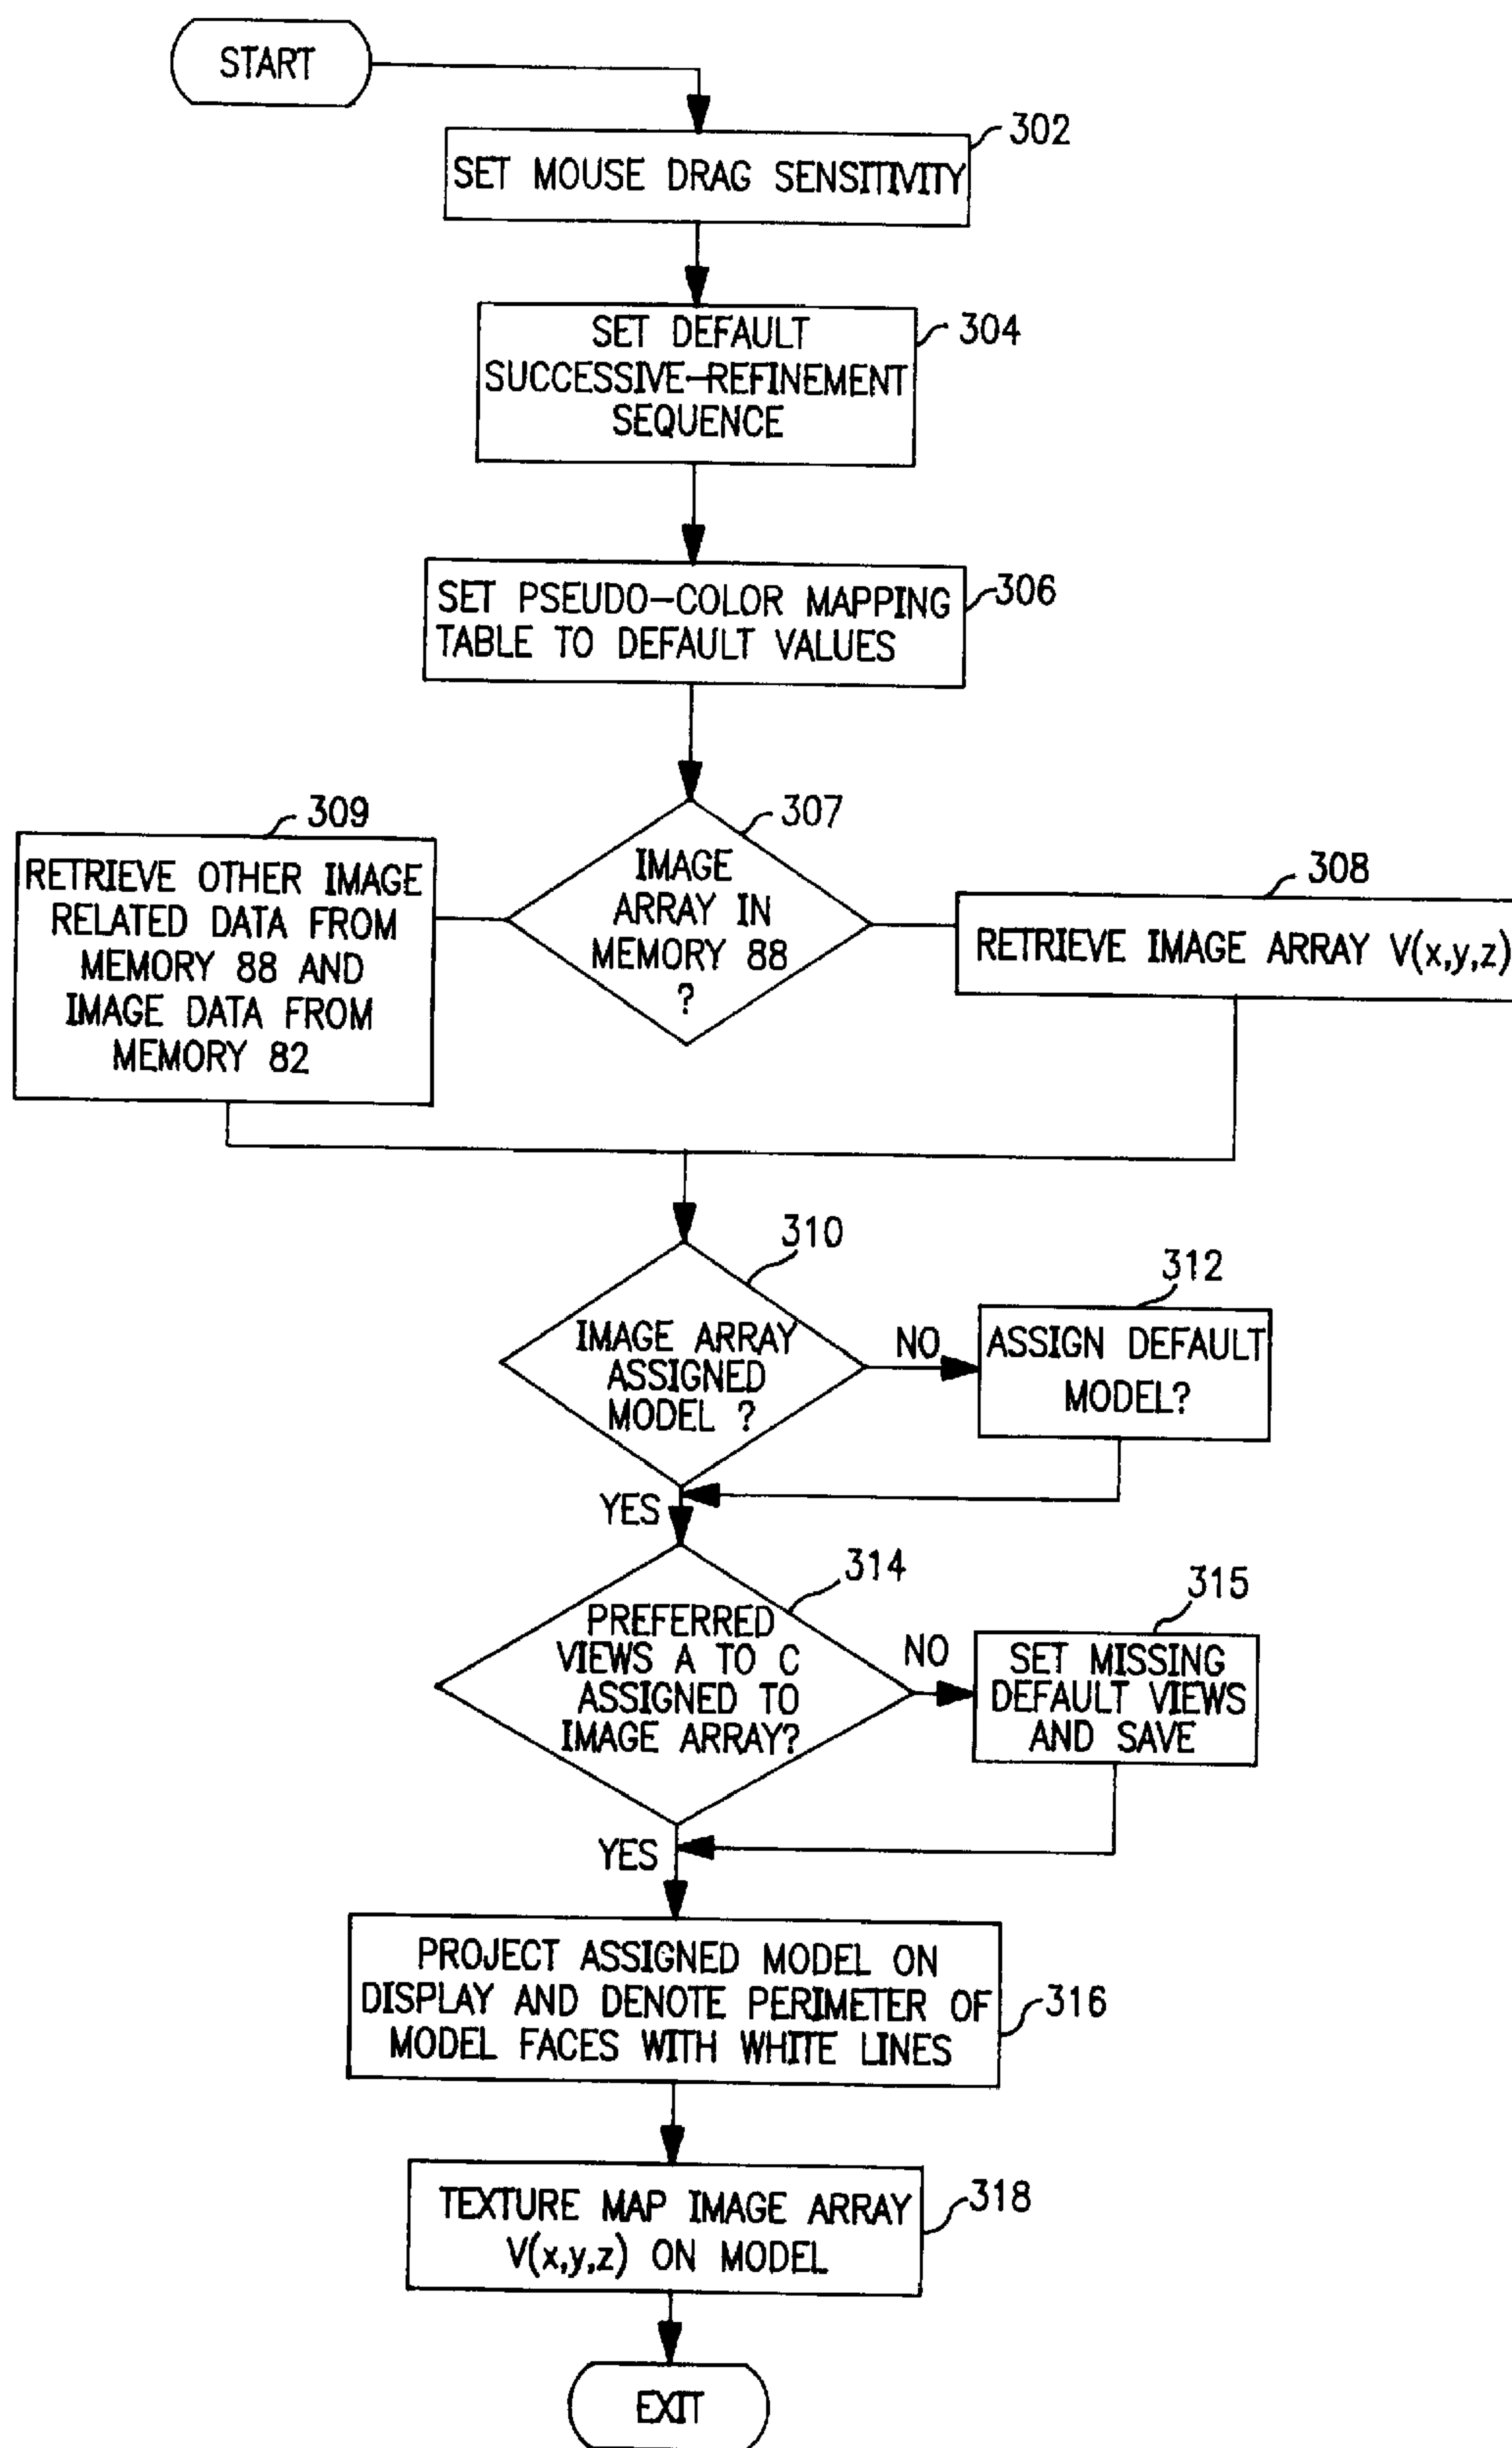 START
302
SET MOUSE DRAG SENSITIVITY
304
SET DEFAULT
SUCCESSIVE-REFINEMENT
SEQUENCE
306
SET PSEUDO-COLOR MAPPING
TABLE TO DEFAULT VALUES
309
RETRIEVE OTHER IMAGE
RELATED DATA FROM
MEMORY 88 AND
IMAGE DATA FROM
MEMORY 82
307
IMAGE
ARRAY IN
MEMORY 88
?
308
RETRIEVE IMAGE ARRAY V(x,y,z)
310
IMAGE ARRAY
ASSIGNED
MODEL ?
NO
312
ASSIGN DEFAULT
MODEL?
YES
314
PREFERRED
VIEWS A TO C
ASSIGNED TO
IMAGE ARRAY?
NO
315
SET MISSING
DEFAULT VIEWS
AND SAVE
YES
PROJECT ASSIGNED MODEL ON
DISPLAY AND DENOTE PERIMETER OF
MODEL FACES WITH WHITE LINES
316
TEXTURE MAP IMAGE ARRAY
V(x,y,z) ON MODEL
318
EXIT